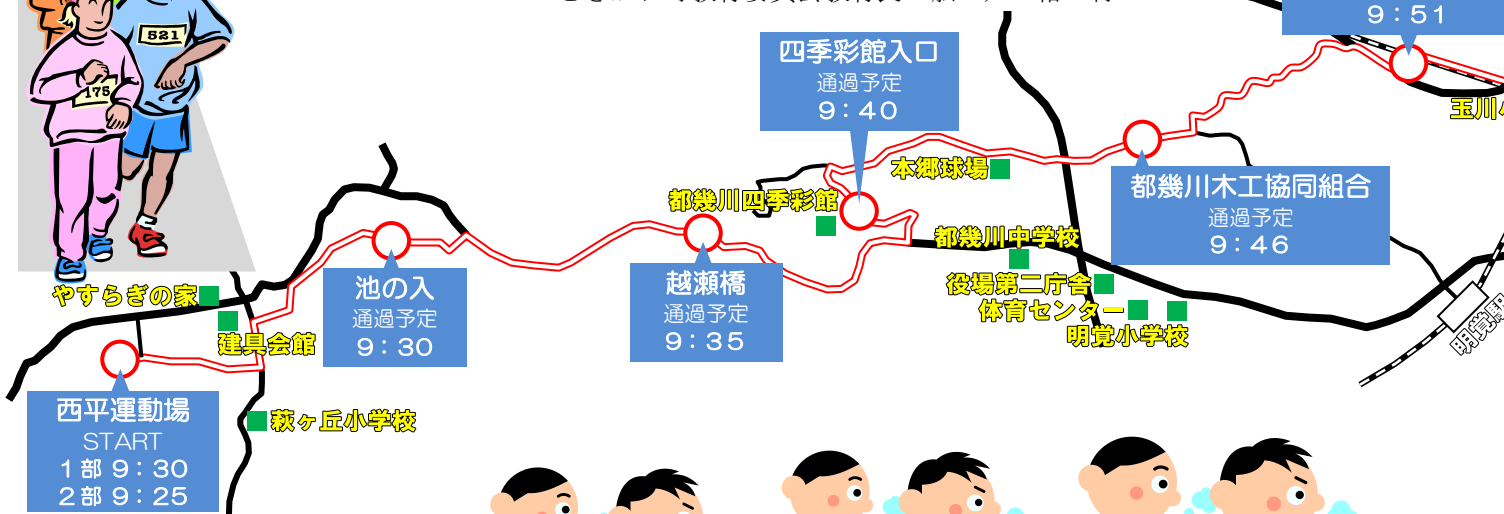 9：51
521
175
四季彩館入口
通過予定
9：40
玉川
本郷球場
都幾川四季彩館
都幾川木工協同組合
通過予定
9：46
都幾川中学校
池の入
通過予定
9：30
越瀬橋
通過予定
9：35
やすらぎの家
建具会館
役場第二庁舎
体育センター
明覚小学校
明覚駅
西平運動場
START
1部 9：30
2部 9：25
萩ヶ丘小学校